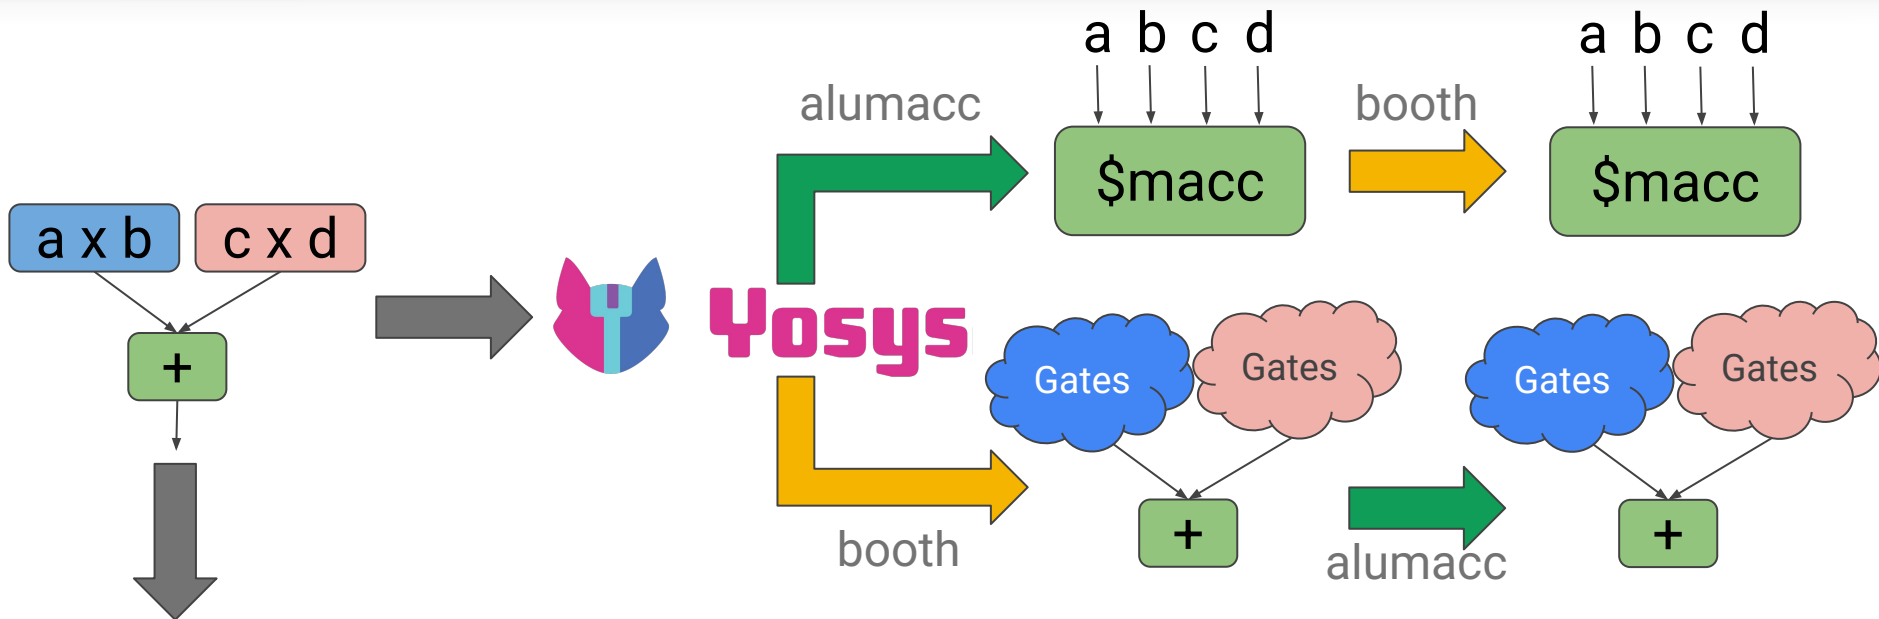 a x b
c x d
+
Yosys
alumacc
a b c d
$macc
booth
a b c d
$macc
booth
Gates
Gates
+
alumacc
Gates
Gates
+